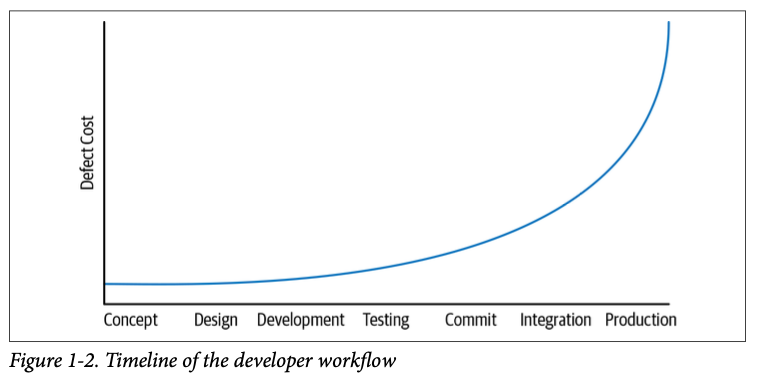 Defect Cost
Concept Design Development Testing Commit Integration Production
Figure 1-2. Timeline of the developer workflow